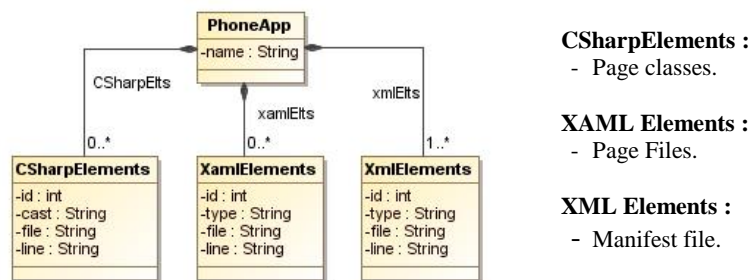 PhoneApp
-name : String
CSharpElts
xamlElts
xmlElts
0..*
0..*
1..*
CSharpElements
-id : int
-cast : String
-file : String
-line : String
XamlElements
-id : int
-type : String
-file : String
-line : String
XmlElements
-id : int
-type : String
-file : String
-line : String
CSharpElements :
- Page classes.
XAML Elements :
- Page Files.
XML Elements :
- Manifest file.